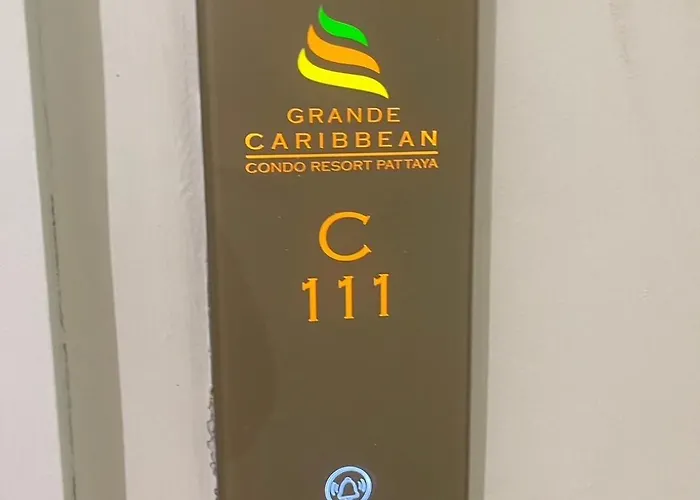 GRANDE
CARIBBEAN
CONDO RESORT PATTAYA
C
111